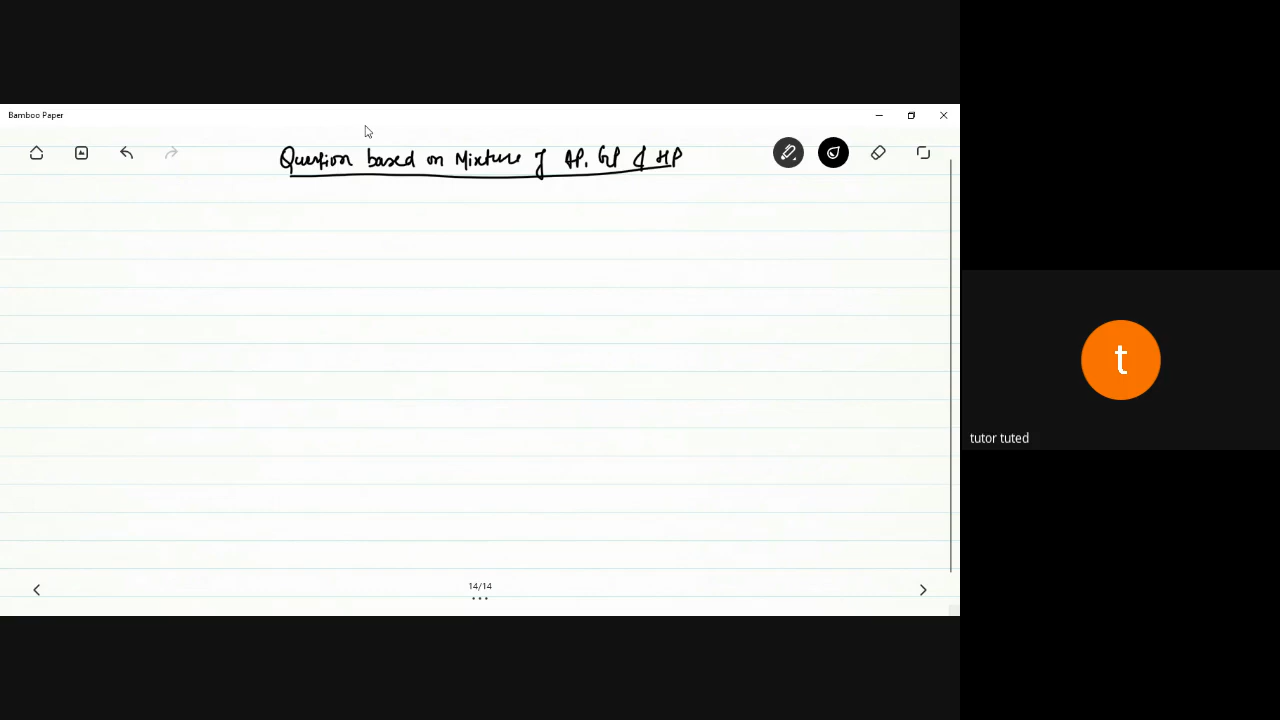 Bamboo Paper
Question based on Mixture of AP, GP & HP
t
tutor tuted
14/14